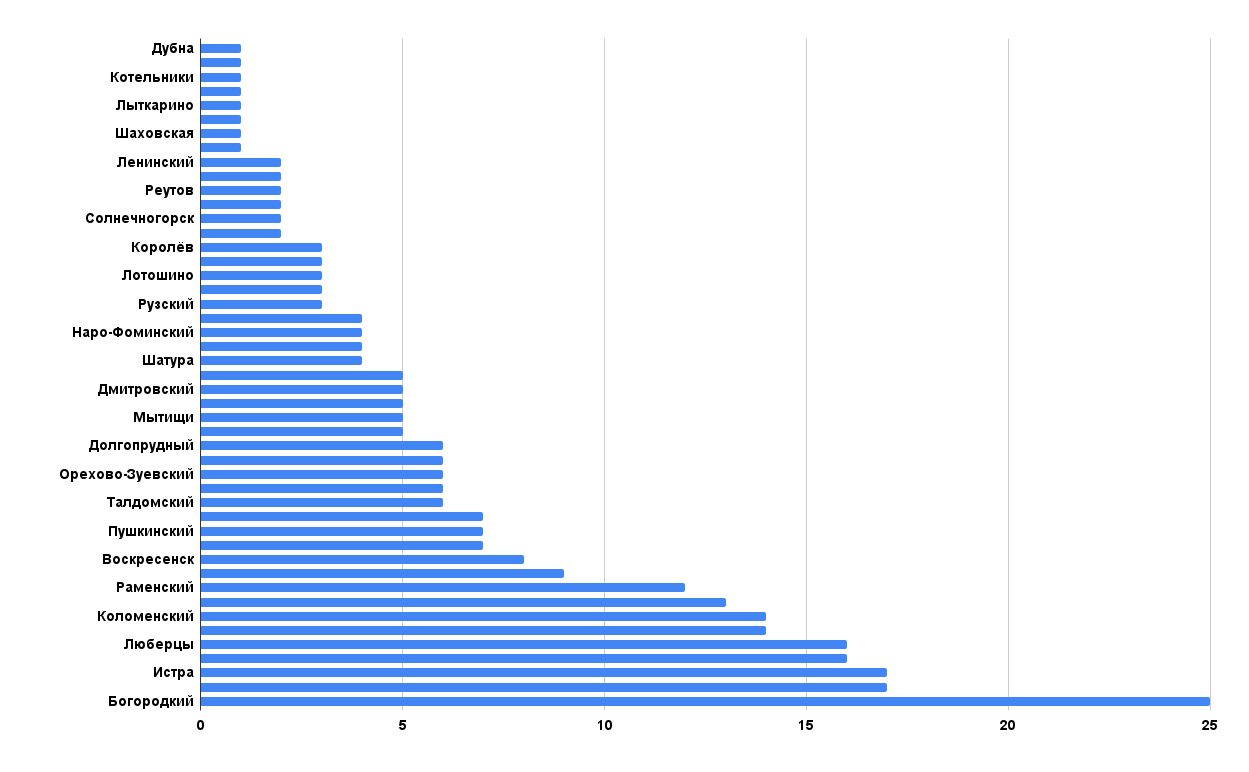 Дубна
Котельники
Лыткарино
Шаховская
Ленинский
Реутов
Солнечногорск
Королёв
Лотошино
Рузский
Наро-Фоминский
Шатура
Дмитровский
Мытищи
Долгопрудный
Орехово-Зуевский
Талдомский
Пушкинский
Воскресенск
Раменский
Коломенский
Люберцы
Истра
Богородкий
0 5 10 15 20 25